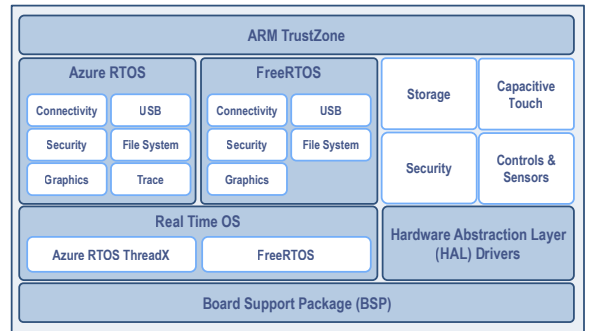 ARM TrustZone
Azure RTOS
Connectivity
USB
Security
File System
Graphics
Trace
FreeRTOS
Connectivity
USB
Security
File System
Graphics
Storage
Capacitive
Touch
Security
Controls &
Sensors
Real Time OS
Azure RTOS ThreadX
FreeRTOS
Hardware Abstraction Layer
(HAL) Drivers
Board Support Package (BSP)